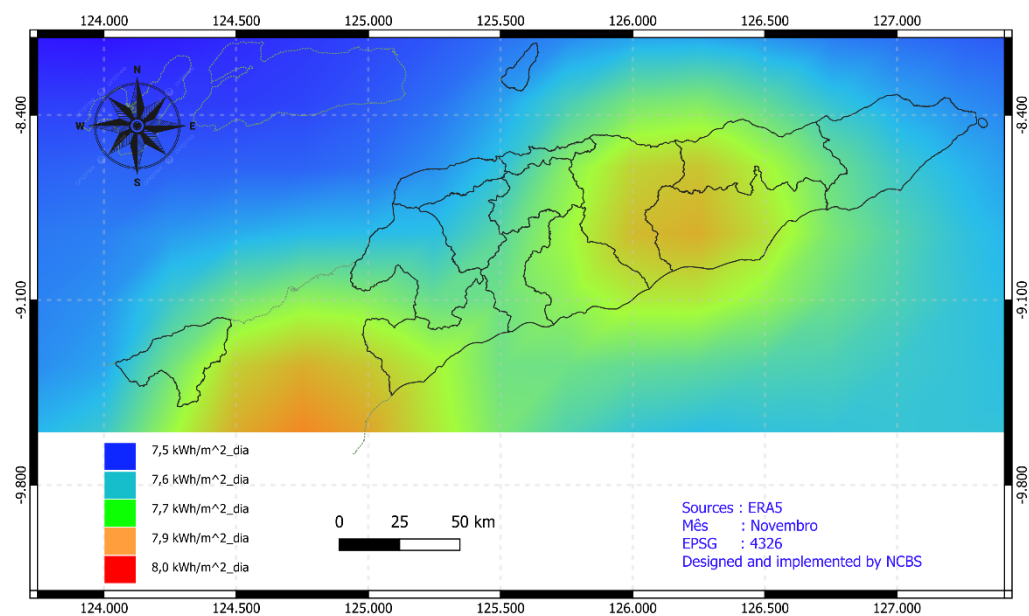 124.000 124.500 125.000 125.500 126.000 126.500 127.000
-8.400 -8.400
N
W E
S
-9.100 -9.100
7,5 kWh/m^2_dia
7,6 kWh/m^2_dia
7,7 kWh/m^2_dia
7,9 kWh/m^2_dia
8,0 kWh/m^2_dia
-9.800 -9.800
0 25 50 km
Sources : ERA5
Mês : Novembro
EPSG : 4326
Designed and implemented by NCBS
124.000 124.500 125.000 125.500 126.000 126.500 127.000